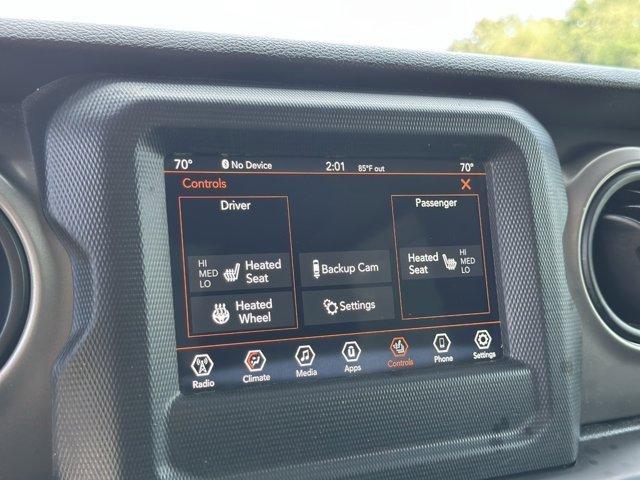 70° No Device 2:01 85°F out 70°
Controls
Driver
Passenger
HI
MED
LO
Heated
Seat
Heated
Wheel
Backup Cam
Settings
Heated
Seat
HI
MED
LO
Radio Climate Media Apps Controls Phone Settings